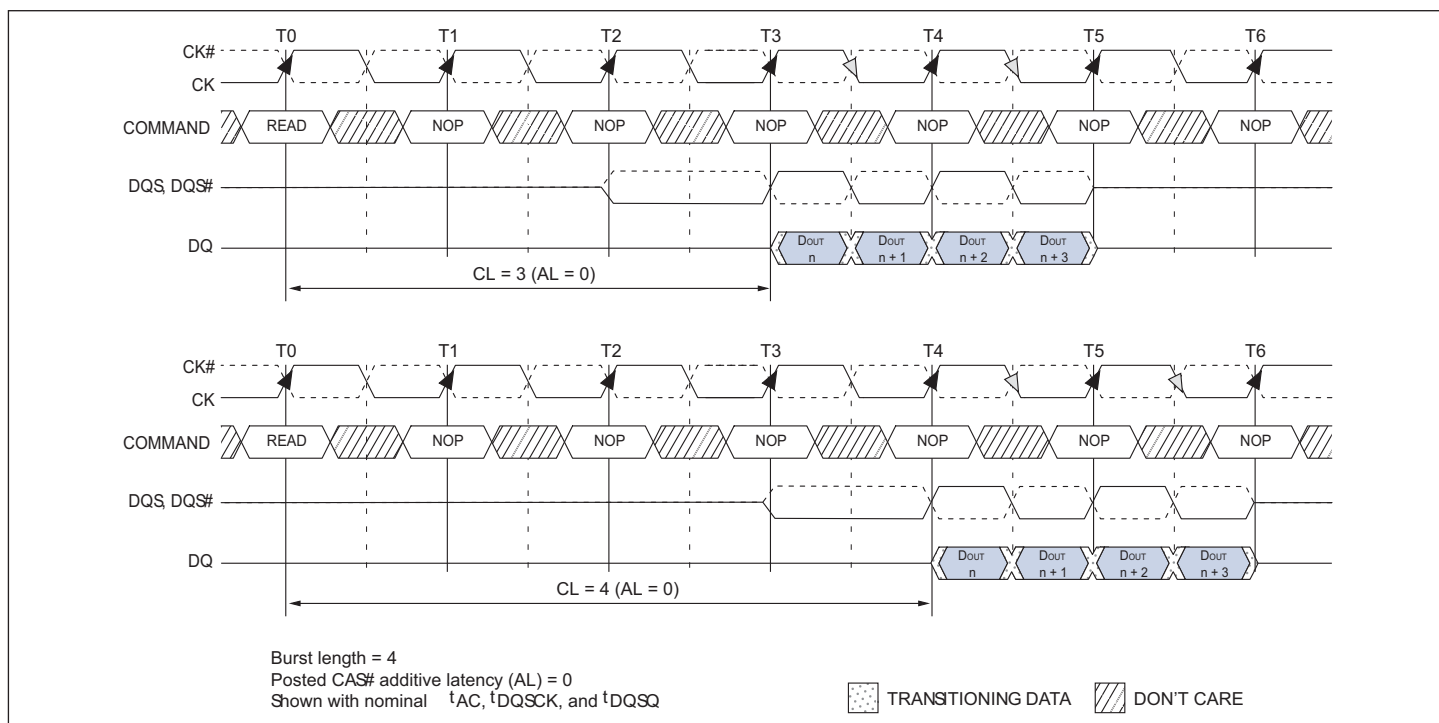 T0 T1 T2 T3 T4 T5 T6
CK#
CK
COMMAND READ NOP NOP NOP NOP NOP NOP
DQS, DQS#
DQ DOUT n DOUT n + 1 DOUT n + 2 DOUT n + 3
CL = 3 (AL = 0)
T0 T1 T2 T3 T4 T5 T6
CK#
CK
COMMAND READ NOP NOP NOP NOP NOP NOP
DQS, DQS#
DQ DOUT n DOUT n + 1 DOUT n + 2 DOUT n + 3
CL = 4 (AL = 0)
Burst length = 4
Posted CAS# additive latency (AL) = 0
Shown with nominal tAC, tDQSCK, and tDQSQ
TRANSITIONING DATA DON'T CARE